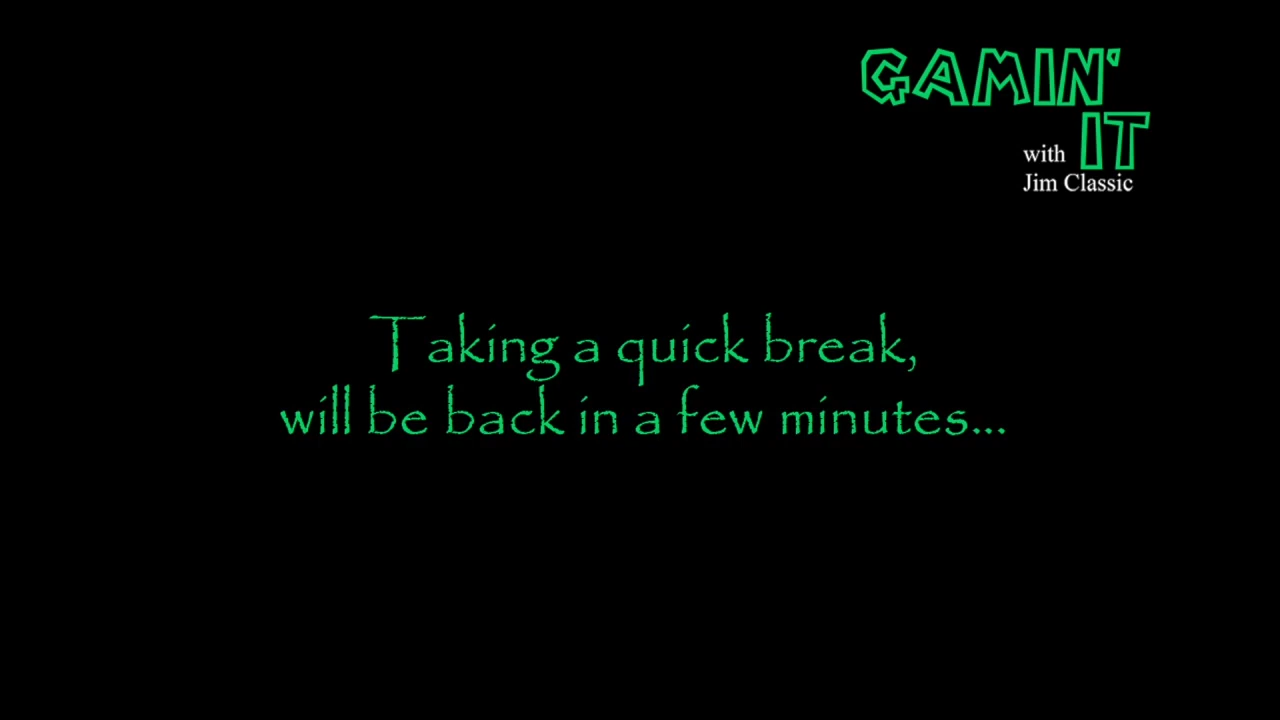 GAMIN'
IT
with
Jim Classic
Taking a quick break,
will be back in a few minutes...